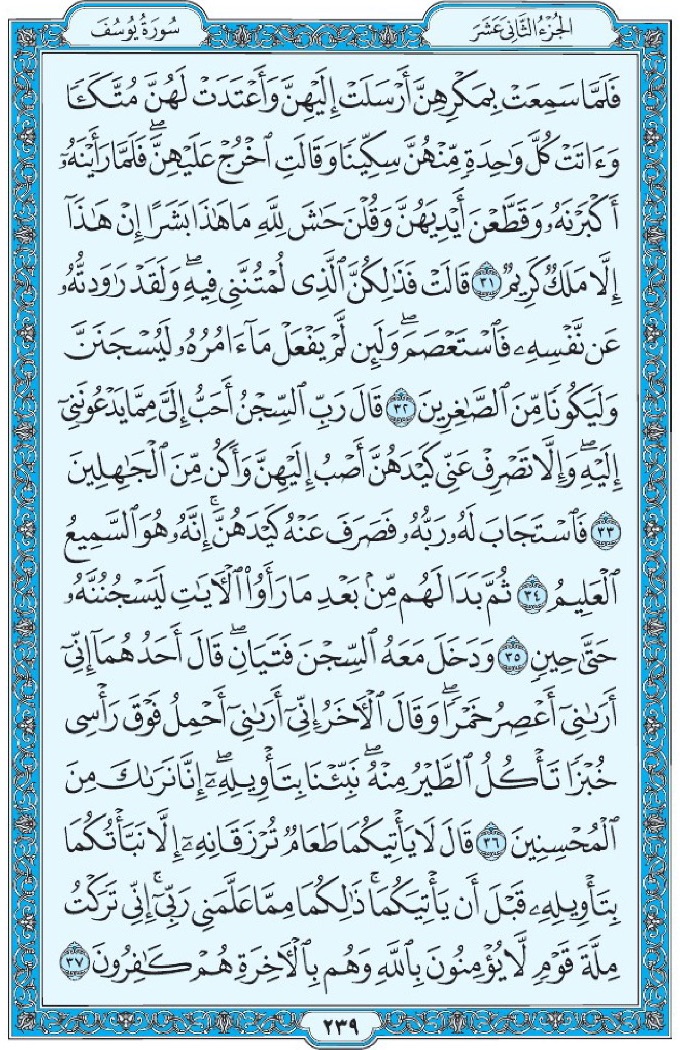 سُورَةُ يُوسُفَ
الجُزْءُ الثَّانِي عَشَرَ
فَلَمَّا سَمِعَتْ بِمَكْرِهِنَّ أَرْسَلَتْ إِلَيْهِنَّ وَأَعْتَدَتْ لَهُنَّ مُتَّكَـًٔا
وَءَاتَتْ كُلَّ وَٰحِدَةٍ مِّنْهُنَّ سِكِّينًا وَقَالَتِ ٱخْرُجْ عَلَيْهِنَّ ۖ فَلَمَّا رَأَيْنَهُۥٓ
أَكْبَرْنَهُۥ وَقَطَّعْنَ أَيْدِيَهُنَّ وَقُلْنَ حَٰشَ لِلَّهِ مَا هَٰذَا بَشَرًا إِنْ هَٰذَآ
إِلَّا مَلَكٌ كَرِيمٌ ٣١ قَالَتْ فَذَٰلِكُنَّ ٱلَّذِى لُمْتُنَّنِى فِيهِ ۖ وَلَقَدْ رَٰوَدتُّهُۥ
عَن نَّفْسِهِۦ فَٱسْتَعْصَمَ ۖ وَلَئِن لَّمْ يَفْعَلْ مَآ ءَامُرُهُۥ لَيُسْجَنَنَّ
وَلَيَكُونًا مِّنَ ٱلصَّٰغِرِينَ ٣٢ قَالَ رَبِّ ٱلسِّجْنُ أَحَبُّ إِلَىَّ مِمَّا يَدْعُونَنِىٓ
إِلَيْهِ ۖ وَإِلَّا تَصْرِفْ عَنِّى كَيْدَهُنَّ أَصْبُ إِلَيْهِنَّ وَأَكُن مِّنَ ٱلْجَٰهِلِينَ
٣٣ فَٱسْتَجَابَ لَهُۥ رَبُّهُۥ فَصَرَفَ عَنْهُ كَيْدَهُنَّ ۚ إِنَّهُۥ هُوَ ٱلسَّمِيعُ
ٱلْعَلِيمُ ٣٤ ثُمَّ بَدَا لَهُم مِّنۢ بَعْدِ مَا رَأَوُا۟ ٱلْـَٔايَٰتِ لَيَسْجُنُنَّهُۥ
حَتَّىٰ حِينٍ ٣٥ وَدَخَلَ مَعَهُ ٱلسِّجْنَ فَتَيَانِ ۖ قَالَ أَحَدُهُمَآ إِنِّىٓ
أَرَىٰنِىٓ أَعْصِرُ خَمْرًا ۖ وَقَالَ ٱلْـَٔاخَرُ إِنِّىٓ أَرَىٰنِىٓ أَحْمِلُ فَوْقَ رَأْسِى
خُبْزًا تَأْكُلُ ٱلطَّيْرُ مِنْهُ ۖ نَبِّئْنَا بِتَأْوِيلِهِۦٓ ۖ إِنَّا نَرَىٰكَ مِنَ
ٱلْمُحْسِنِينَ ٣٦ قَالَ لَا يَأْتِيكُمَا طَعَامٌ تُرْزَقَانِهِۦٓ إِلَّا نَبَّأْتُكُمَا
بِتَأْوِيلِهِۦ قَبْلَ أَن يَأْتِيَكُمَا ۚ ذَٰلِكُمَا مِمَّا عَلَّمَنِى رَبِّىٓ ۚ إِنِّى تَرَكْتُ
مِلَّةَ قَوْمٍ لَّا يُؤْمِنُونَ بِٱللَّهِ وَهُم بِٱلْـَٔاخِرَةِ هُمْ كَٰفِرُونَ ٣٧
٢٣٩